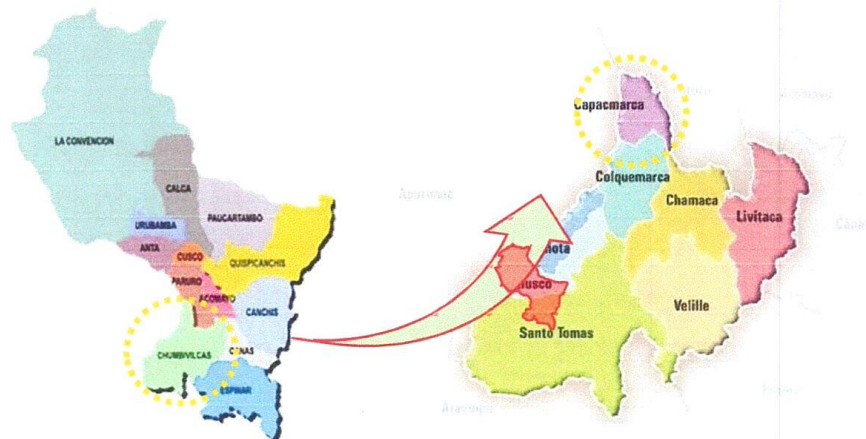 LA CONVENCION
CALCA
PAUCARTAMBO
URUBAMBA
ANTA
CUSCO
QUISPICANCHIS
PARURO
ACOMAYO
CANCHIS
CHUMBIVILCAS
CANAS
ESPINAR
Capacmarca
Colquemarca
Chamaca
Livitaca
Velille
Santo Tomas
Apurimac
Arequipa